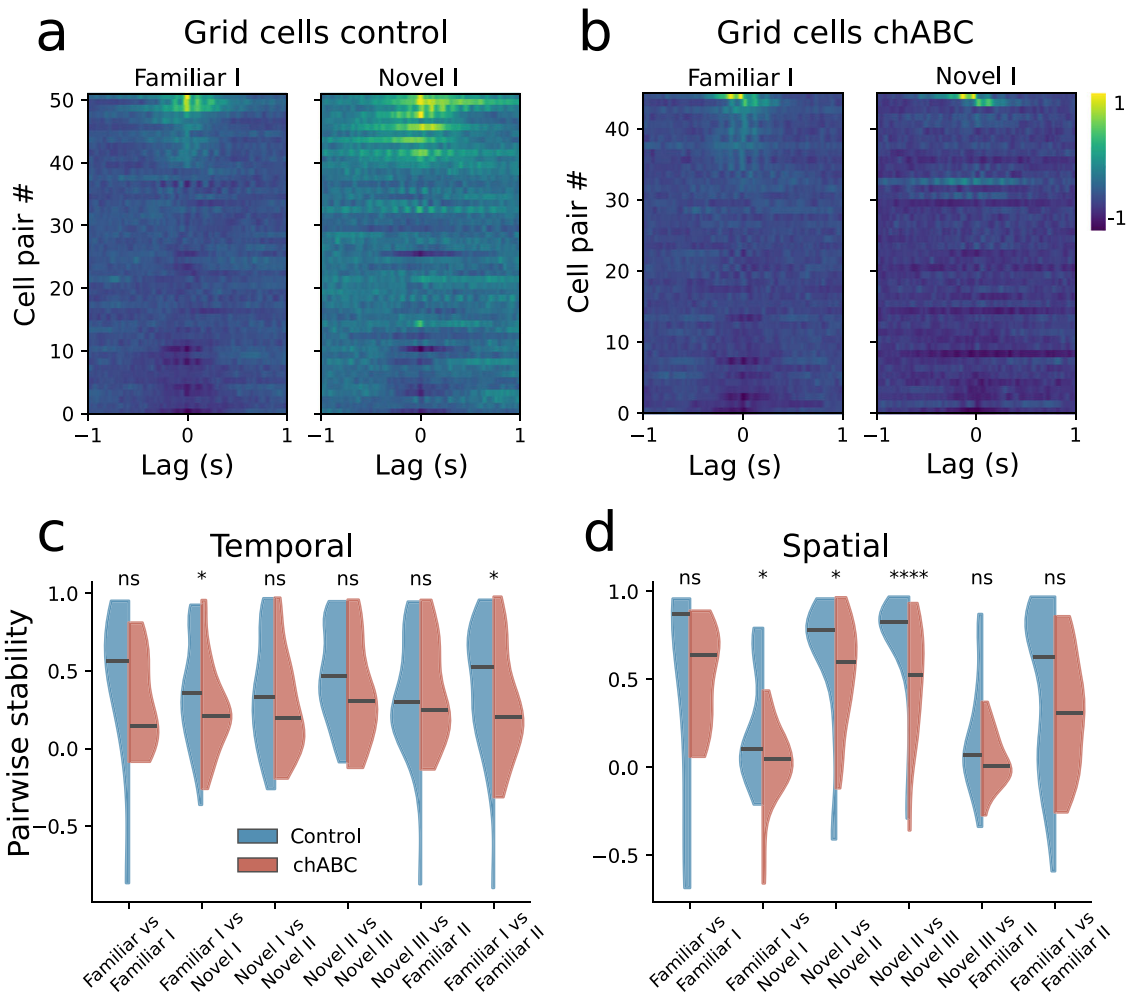 a
Grid cells control
b
Grid cells chABC
Familiar I
Novel I
Familiar I
Novel I
Cell pair #
50
40
30
20
10
0
−1
0
1
−1
0
1
Lag (s)
Lag (s)
Cell pair #
40
30
20
10
0
−1
0
1
−1
0
1
Lag (s)
Lag (s)
1
-1
c
Temporal
Pairwise stability
1.0
0.5
0.0
−0.5
ns
*
ns
ns
ns
*
Control
chABC
Familiar vs
Familiar I
Familiar I vs
Novel I
Novel I vs
Novel II
Novel II vs
Novel III
Novel III vs
Familiar II
Familiar I vs
Familiar II
d
Spatial
1.0
0.5
0.0
−0.5
ns
*
*
****
ns
ns
Familiar vs
Familiar I
Familiar I vs
Novel I
Novel I vs
Novel II
Novel II vs
Novel III
Novel III vs
Familiar II
Familiar I vs
Familiar II